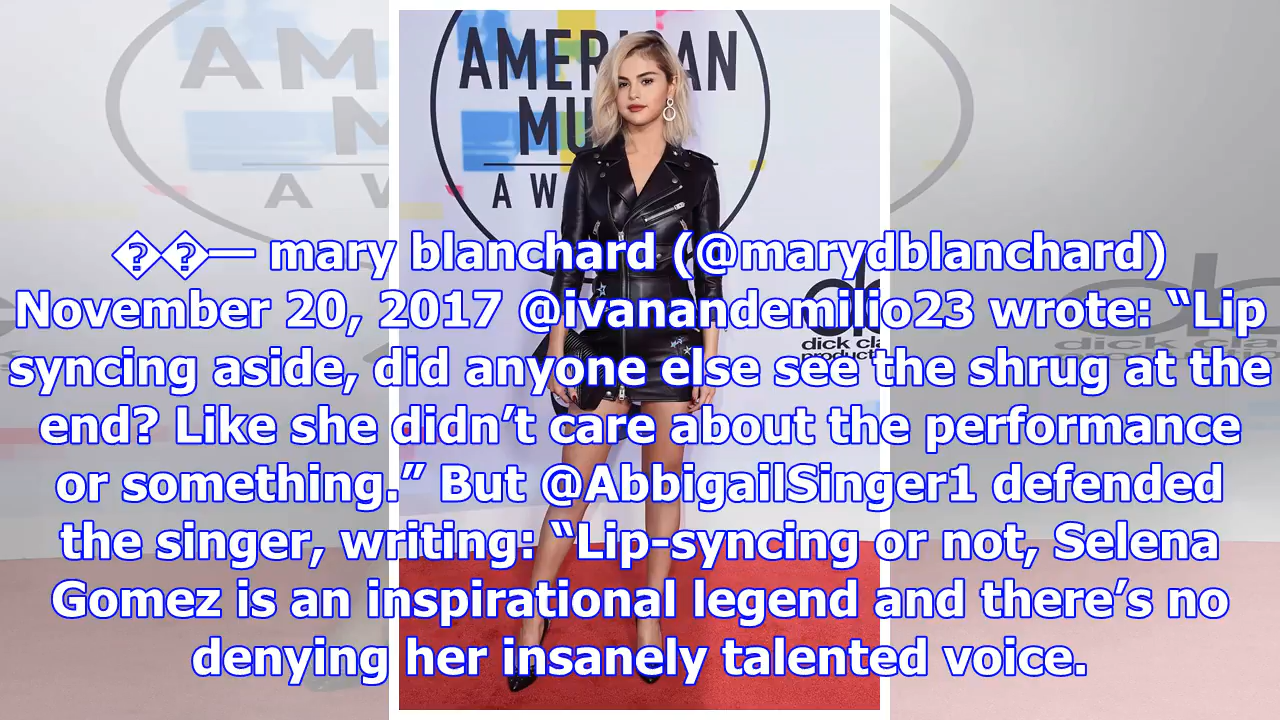 AMERICAN
MU
AW
��— mary blanchard (@marydblanchard)
November 20, 2017 @ivanandemilio23 wrote: “Lip
syncing aside, did anyone else see the shrug at the
end? Like she didn’t care about the performance
or something.” But @AbbigailSinger1 defended
the singer, writing: “Lip-syncing or not, Selena
Gomez is an inspirational legend and there’s no
denying her insanely talented voice.
dick cla
product